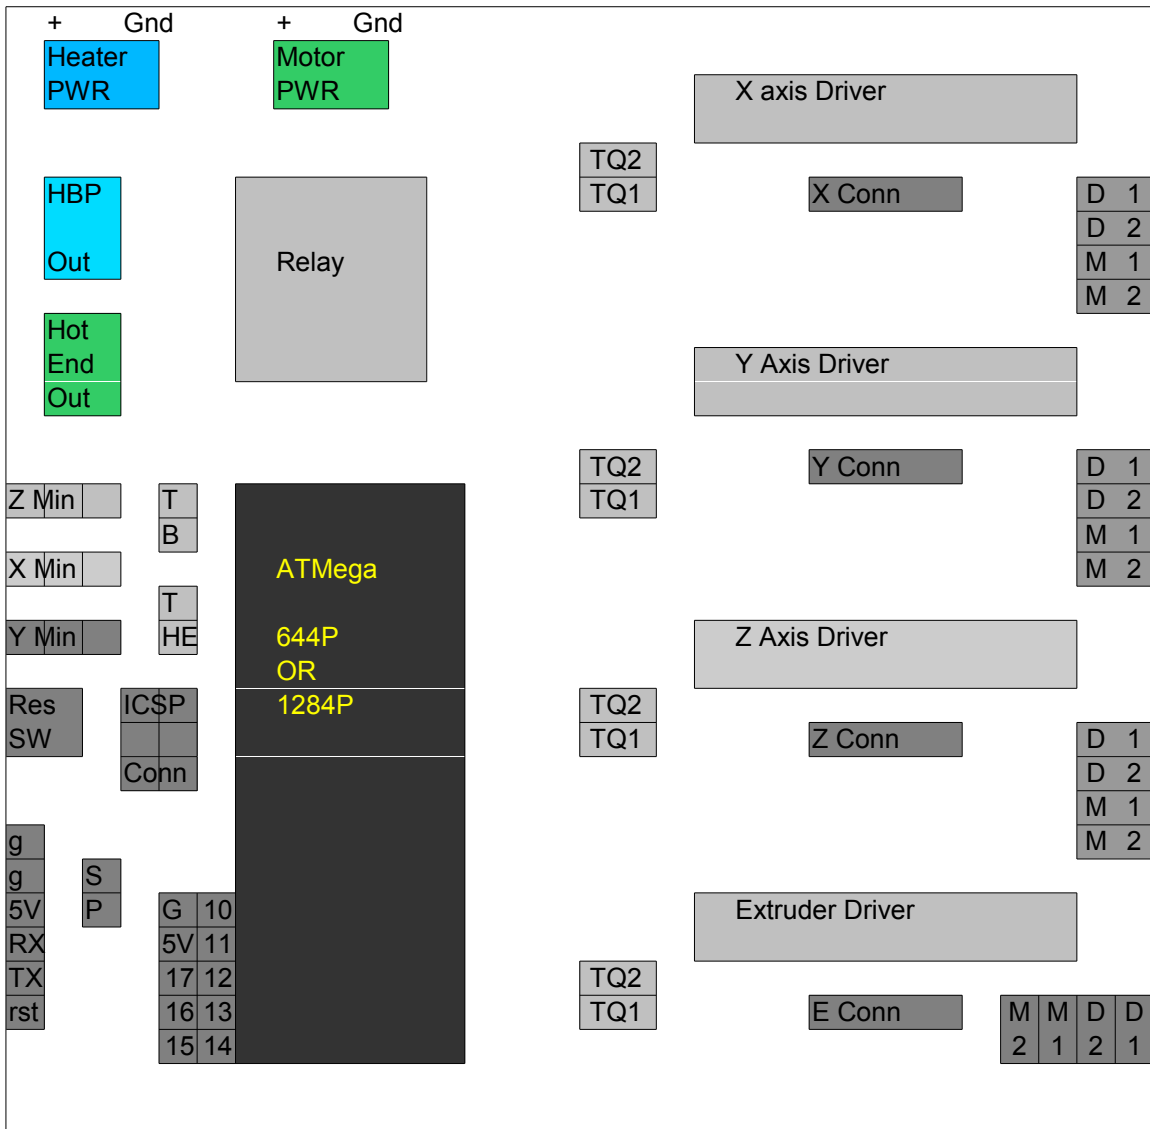 + Gnd + Gnd
Heater Motor
PWR PWR
X axis Driver
TQ2
HBP TQ1 X Conn D 1
D 2
Out Relay M 1
M 2
Hot
End Y Axis Driver
Out
TQ2 Y Conn D 1
Z Min T TQ1 D 2
B M 1
X Min ATMega M 2
T
Y Min HE 644P Z Axis Driver
OR
Res ICSP 1284P TQ2
SW TQ1 Z Conn D 1
Conn D 2
M 1
g M 2
g S
5V P G 10 Extruder Driver
RX 5V 11
TX 17 12 TQ2
rst 16 13 TQ1 E Conn M M D D
15 14 2 1 2 1